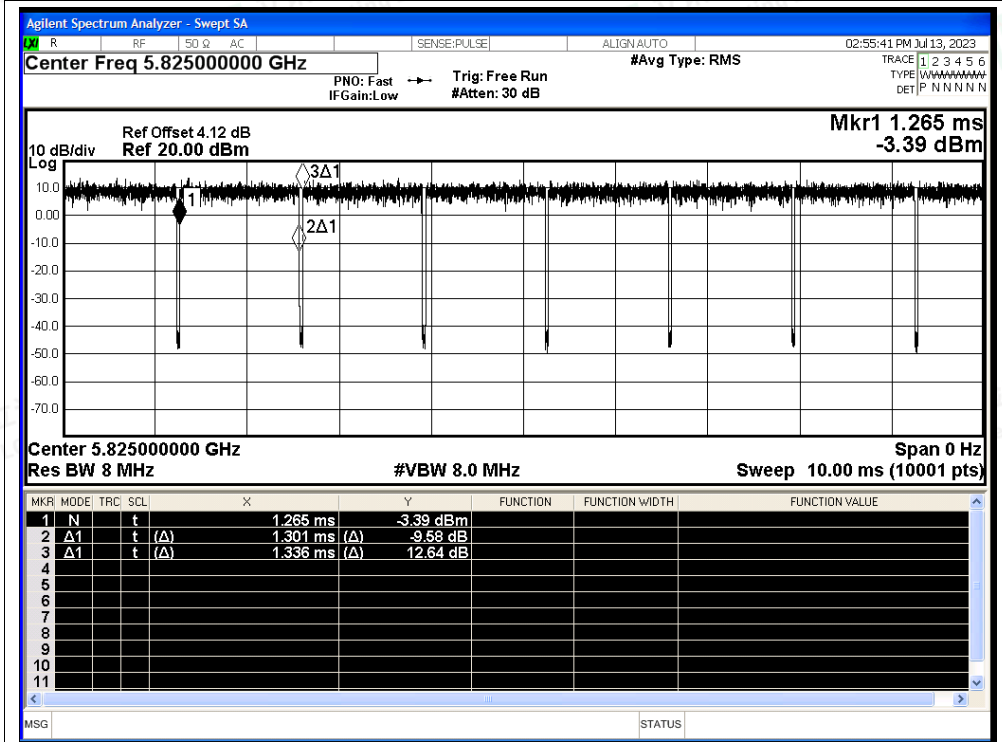 Agilent Spectrum Analyzer - Swept SA
LXI R RF 50 Ω AC SENSE:PULSE ALIGN AUTO 02:55:41 PM Jul 13, 2023
Center Freq 5.825000000 GHz #Avg Type: RMS TRACE 1 2 3 4 5 6
PNO: Fast Trig: Free Run TYPE
IFGain:Low #Atten: 30 dB DET P N N N N N
Mkr1 1.265 ms
Ref Offset 4.12 dB
10 dB/div Ref 20.00 dBm -3.39 dBm
Log
3Δ1
10.0
1
0.00
2Δ1
-10.0
-20.0
-30.0
-40.0
-50.0
-60.0
-70.0
Center 5.825000000 GHz Span 0 Hz
Res BW 8 MHz #VBW 8.0 MHz Sweep 10.00 ms (10001 pts)
MKR MODE TRC SCL X Y FUNCTION FUNCTION WIDTH FUNCTION VALUE
1 N t 1.265 ms -3.39 dBm
2 Δ1 t (Δ) 1.301 ms (Δ) -9.58 dB
3 Δ1 t (Δ) 1.336 ms (Δ) 12.64 dB
4
5
6
7
8
9
10
11
MSG STATUS